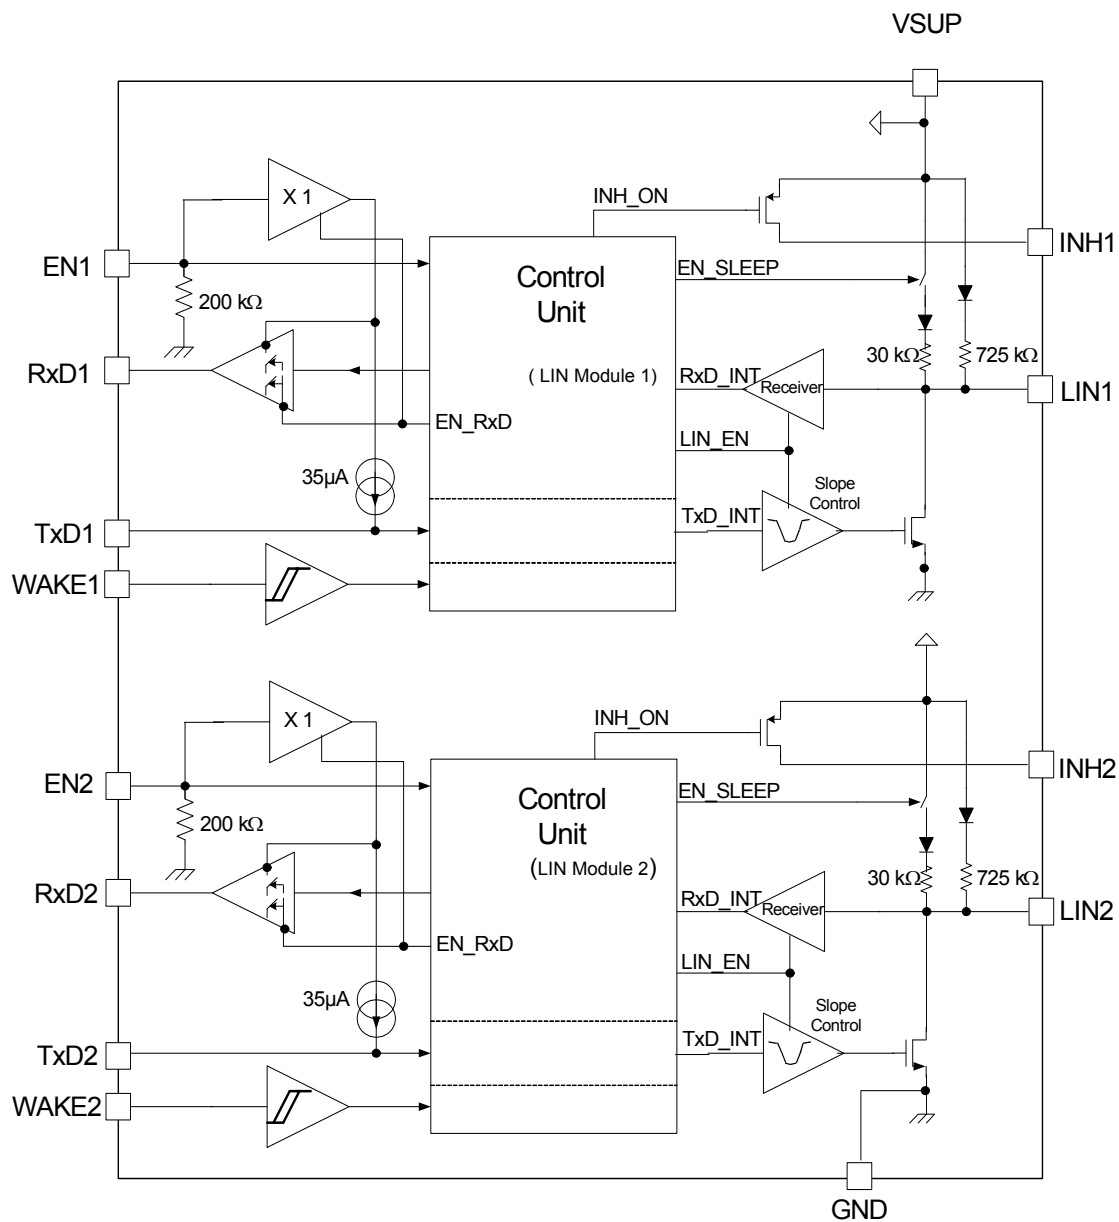 VSUP
X 1
INH_ON
EN1
200 kΩ
Control
Unit
( LIN Module 1)
EN_SLEEP
INH1
RxD1
30 kΩ
725 kΩ
RxD_INT
Receiver
LIN1
EN_RxD
LIN_EN
35µA
Slope
Control
TxD1
TxD_INT
WAKE1
X 1
INH_ON
EN2
200 kΩ
Control
Unit
(LIN Module 2)
EN_SLEEP
INH2
RxD2
30 kΩ
725 kΩ
RxD_INT
Receiver
LIN2
EN_RxD
LIN_EN
35µA
Slope
Control
TxD2
TxD_INT
WAKE2
GND